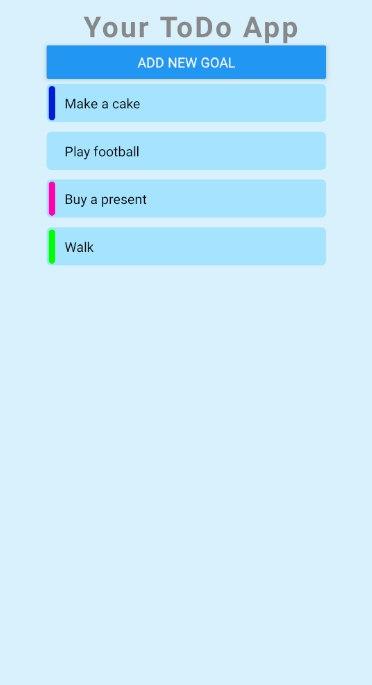 Your ToDo App
ADD NEW GOAL
Make a cake
Play football
Buy a present
Walk